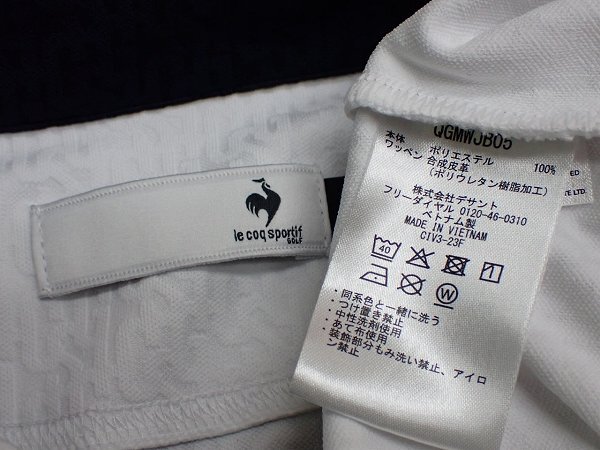 le coq sportif
GOLF
QGMWJB05
本体 ポリエステル 100%
ワッペン 合成皮革
(ポリウレタン樹脂加工)
株式会社デサント
フリーダイヤル 0120-46-0310
ベトナム製
MADE IN VIETNAM
CIV3-23F
40
W
・同系色と一緒に洗う
・つけ置き禁止
・中性洗剤使用
・あて布使用
・装飾部分もみ洗い禁止、アイロ
ン禁止
ED
E LTD.